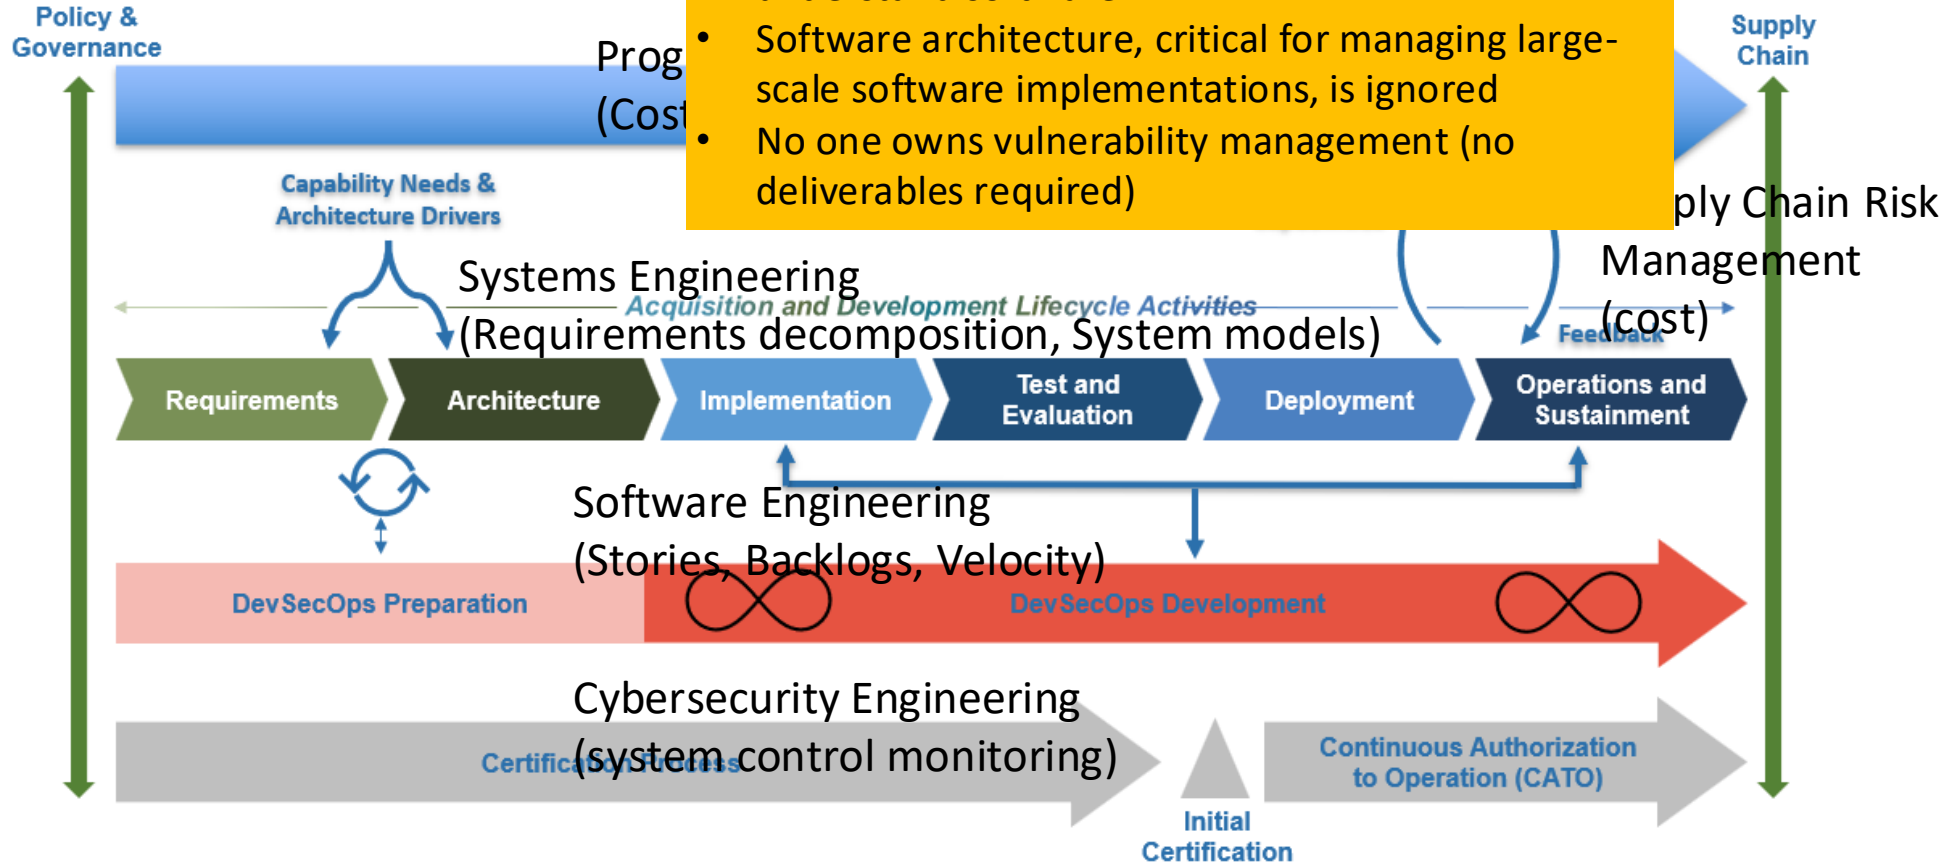 Policy &
Governance
Supply
Chain
Prog
(Cost
• Software architecture, critical for managing large-
scale software implementations, is ignored
• No one owns vulnerability management (no
deliverables required)
Capability Needs &
Architecture Drivers
ply Chain Risk
Management
(cost)
Systems Engineering
(Requirements decomposition, System models)
Acquisition and Development Lifecycle Activities
Feedback
Requirements
Architecture
Implementation
Test and
Evaluation
Deployment
Operations and
Sustainment
Software Engineering
(Stories, Backlogs, Velocity)
DevSecOps Preparation
DevSecOps Development
Cybersecurity Engineering
(system control monitoring)
Certification Process
Continuous Authorization
to Operation (CATO)
Initial
Certification